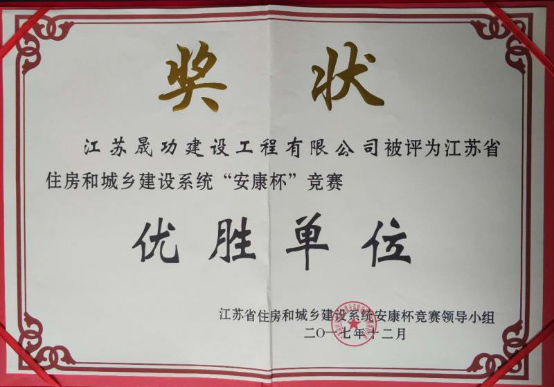 奖状
江苏晟功建设工程有限公司被评为江苏省
住房和城乡建设系统“安康杯”竞赛
优胜单位
江苏省住房和城乡建设系统安康杯竞赛领导小组
二〇一七年十二月